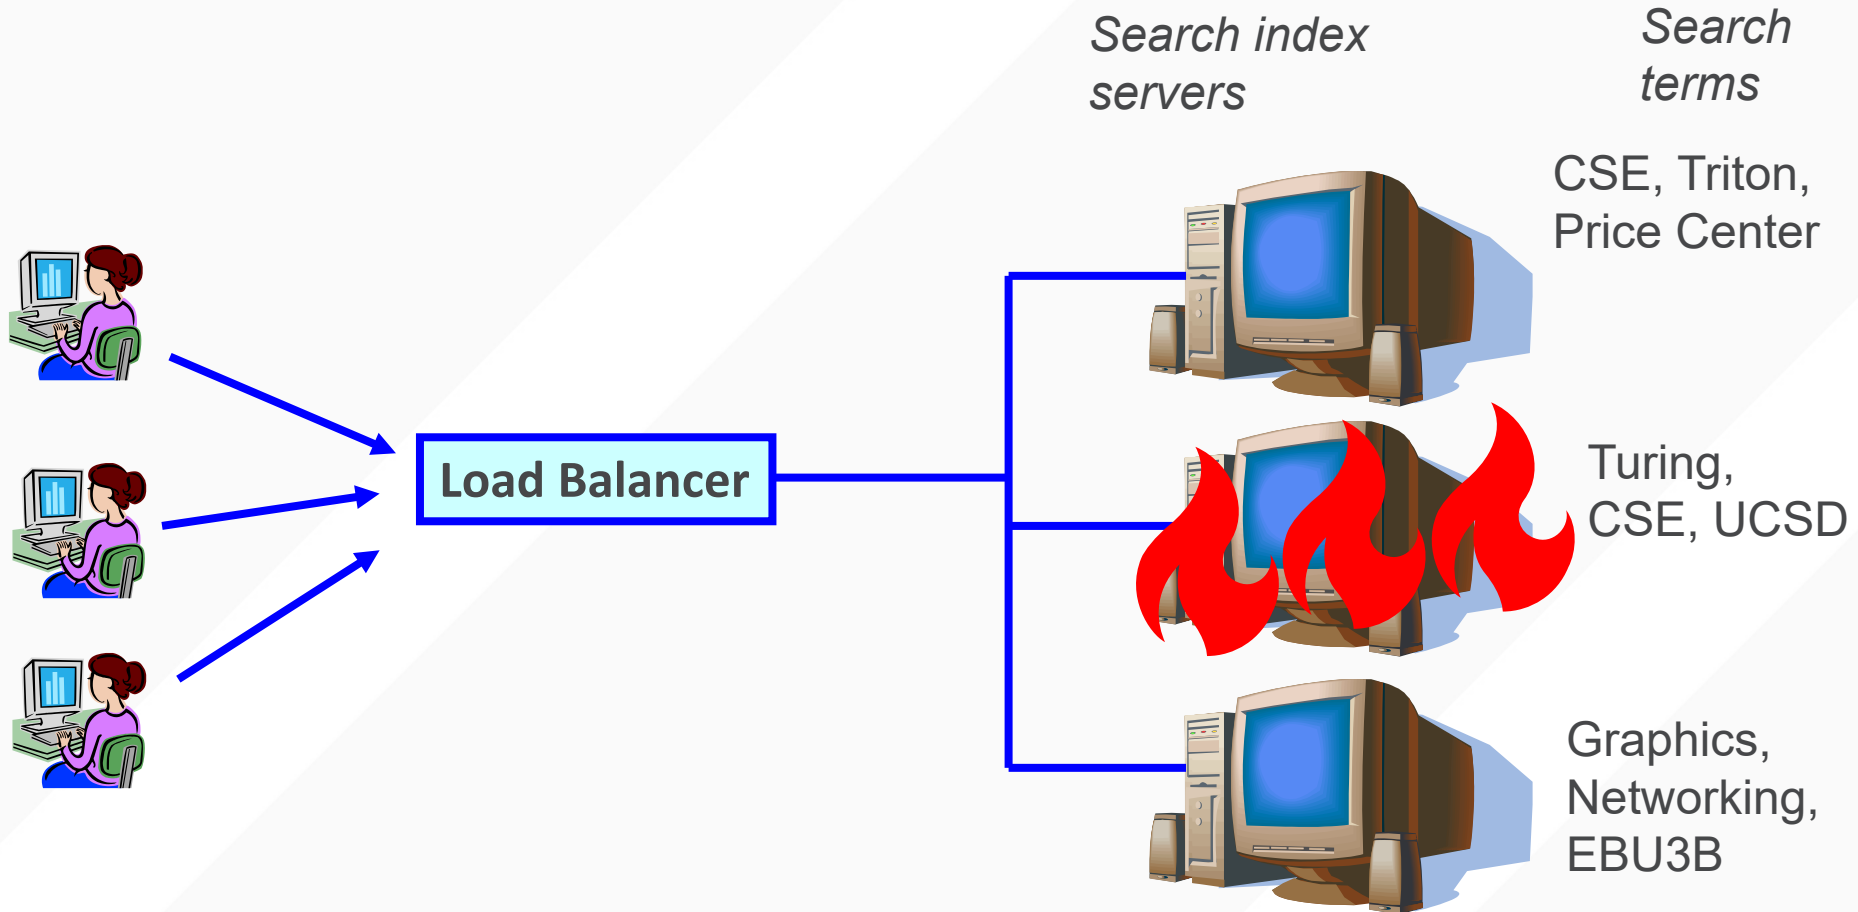 Search index
servers
Search
terms
CSE, Triton,
Price Center
Load Balancer
Turing,
CSE, UCSD
Graphics,
Networking,
EBU3B